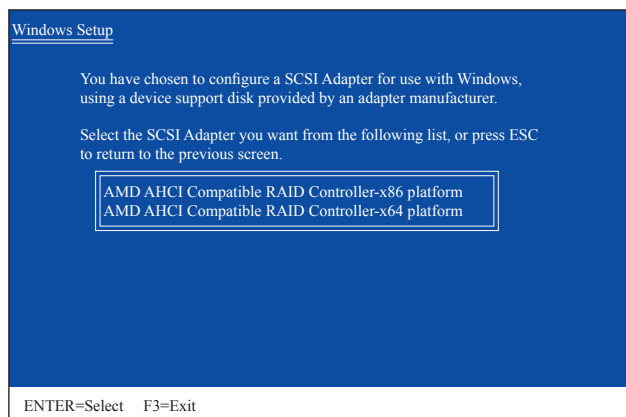 Windows Setup
You have chosen to configure a SCSI Adapter for use with Windows,
using a device support disk provided by an adapter manufacturer.
Select the SCSI Adapter you want from the following list, or press ESC
to return to the previous screen.
AMD AHCI Compatible RAID Controller-x86 platform
AMD AHCI Compatible RAID Controller-x64 platform
ENTER=Select F3=Exit